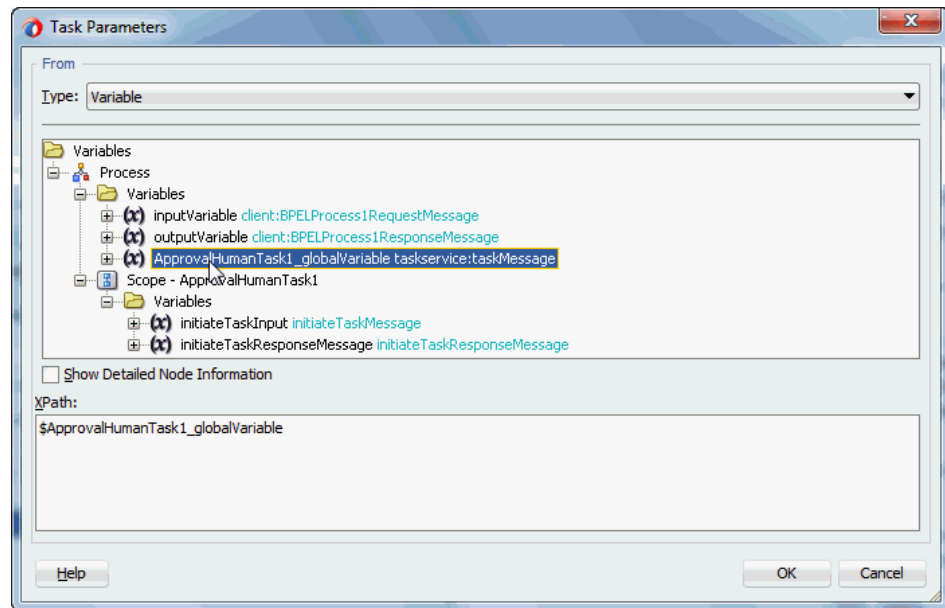 Task Parameters
From
Type: Variable
Variables
Process
Variables
inputVariable client:BPELProcess1RequestMessage
outputVariable client:BPELProcess1ResponseMessage
ApprovalHumanTask1_globalVariable taskservice:taskMessage
Scope - ApprovalHumanTask1
Variables
initiateTaskInput initiateTaskMessage
initiateTaskResponseMessage initiateTaskResponseMessage
Show Detailed Node Information
XPath:
$ApprovalHumanTask1_globalVariable
Help OK Cancel